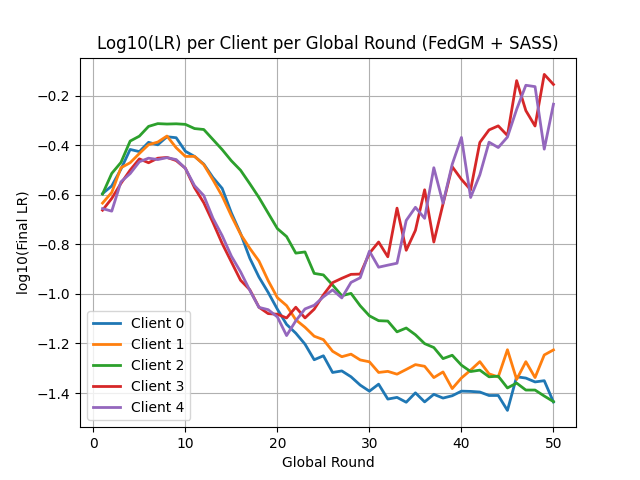 Log10(LR) per Client per Global Round (FedGM + SASS)
log10(Final LR)
−0.2
−0.4
−0.6
−0.8
−1.0
−1.2
−1.4
Client 0
Client 1
Client 2
Client 3
Client 4
0
10
20
30
40
50
Global Round